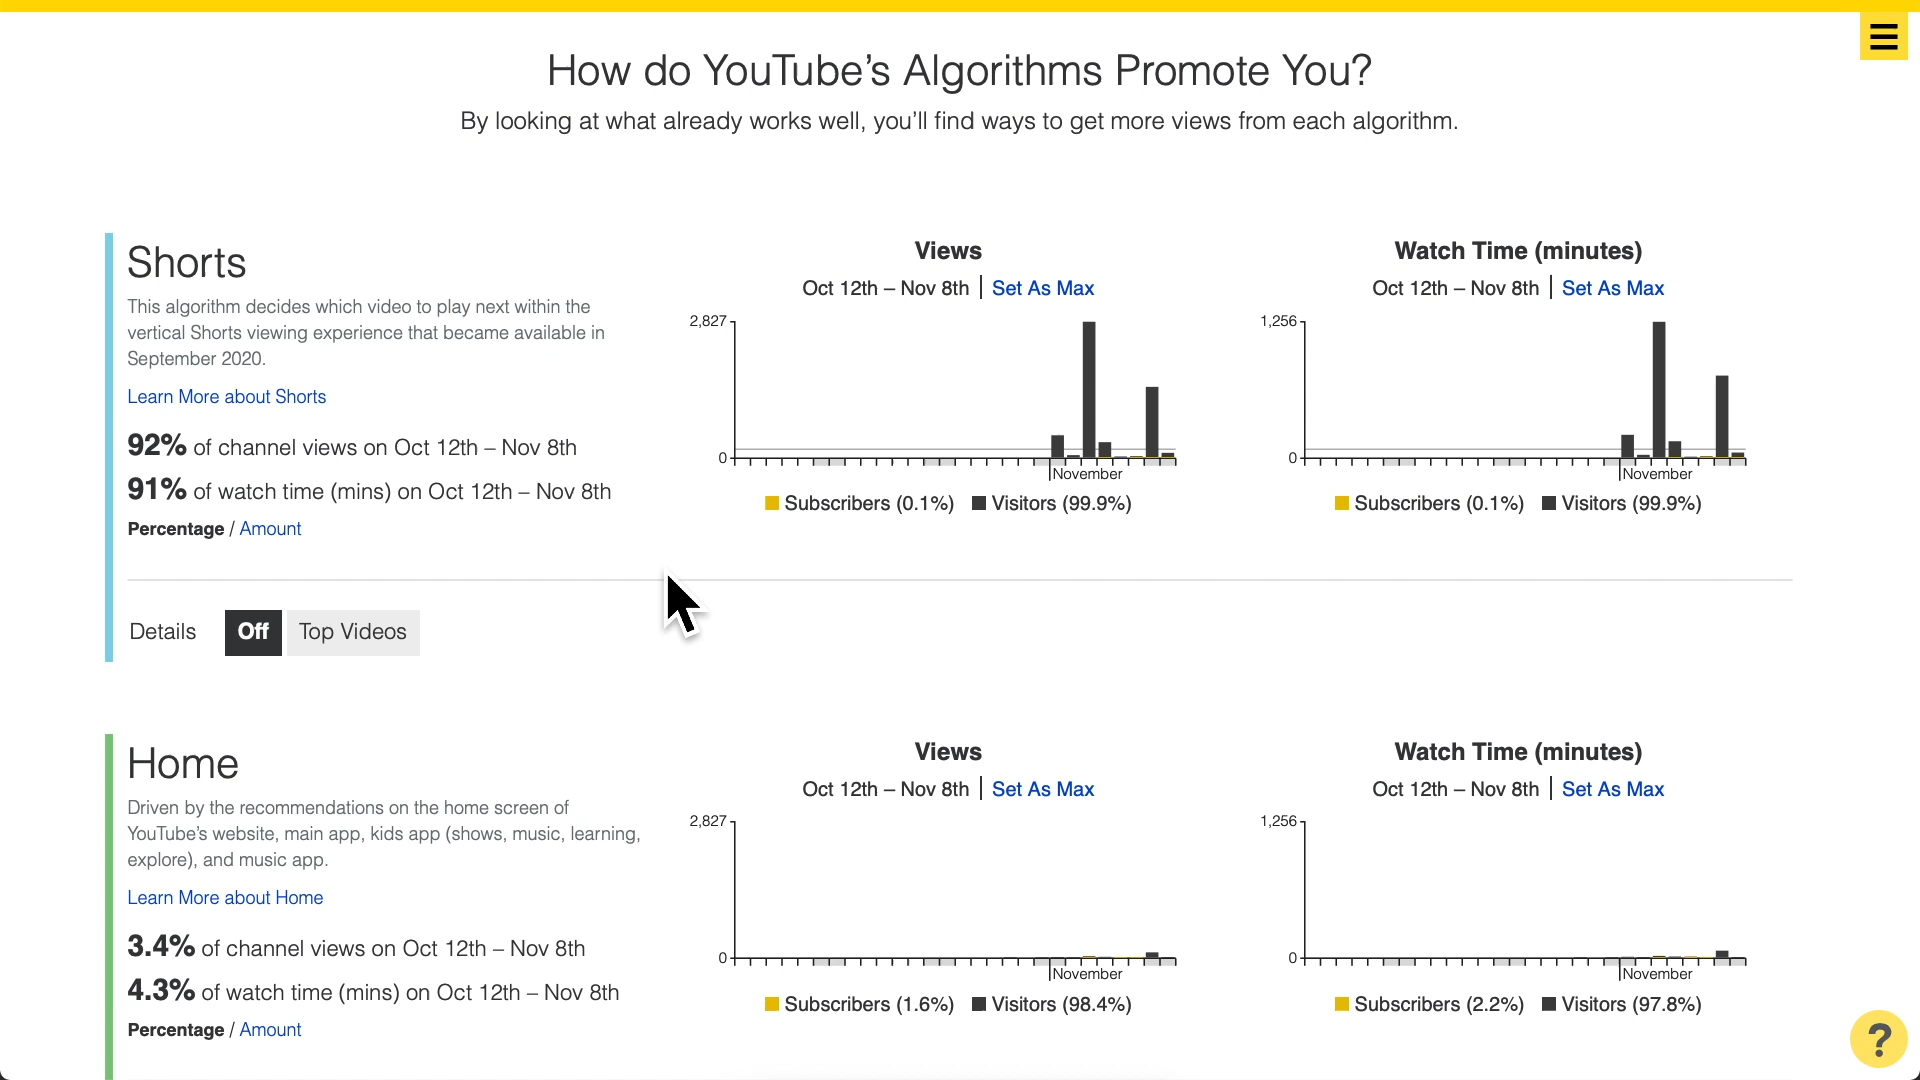 How do YouTube’s Algorithms Promote You?
By looking at what already works well, you’ll find ways to get more views from each algorithm.
Shorts
This algorithm decides which video to play next within the
vertical Shorts viewing experience that became available in
September 2020.
Learn More about Shorts
92% of channel views on Oct 12th – Nov 8th
91% of watch time (mins) on Oct 12th – Nov 8th
Percentage / Amount
Views
Oct 12th – Nov 8th | Set As Max
2,827
0
November
Subscribers (0.1%) Visitors (99.9%)
Watch Time (minutes)
Oct 12th – Nov 8th | Set As Max
1,256
0
November
Subscribers (0.1%) Visitors (99.9%)
Details Off Top Videos
Home
Driven by the recommendations on the home screen of
YouTube’s website, main app, kids app (shows, music, learning,
explore), and music app.
Learn More about Home
3.4% of channel views on Oct 12th – Nov 8th
4.3% of watch time (mins) on Oct 12th – Nov 8th
Percentage / Amount
Views
Oct 12th – Nov 8th | Set As Max
2,827
0
November
Subscribers (1.6%) Visitors (98.4%)
Watch Time (minutes)
Oct 12th – Nov 8th | Set As Max
1,256
0
November
Subscribers (2.2%) Visitors (97.8%)
?